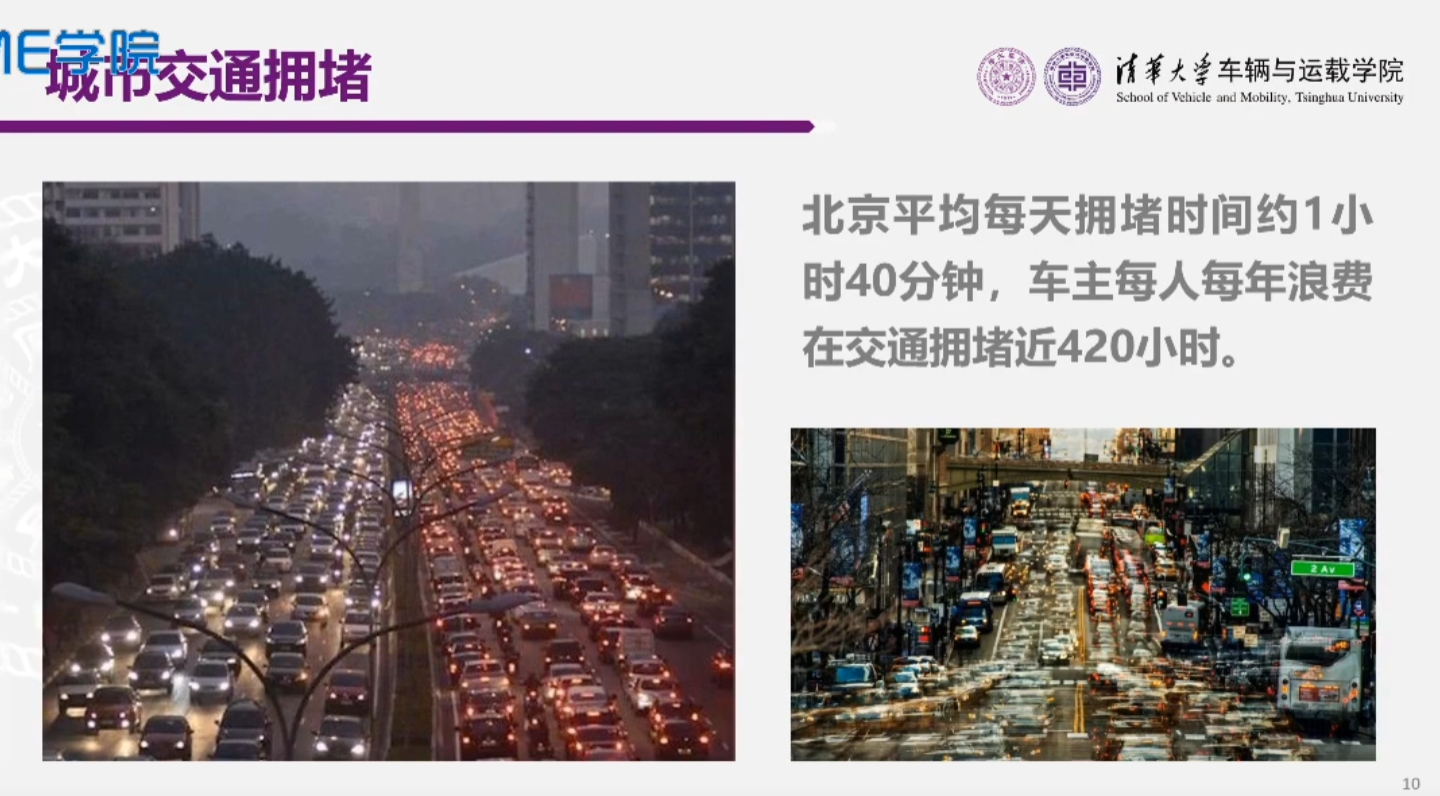 ME学院
城市交通拥堵
清华大学车辆与运载学院
School of Vehicle and Mobility, Tsinghua University
北京平均每天拥堵时间约1小
时40分钟，车主每人每年浪费
在交通拥堵近420小时。
2 Av
10